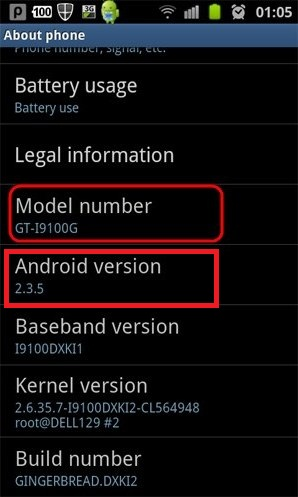 100
3G
01:05
About phone
Phone number, signal, etc.
Battery usage
Battery use
Legal information
Model number
GT-I9100G
Android version
2.3.5
Baseband version
I9100DXKI1
Kernel version
2.6.35.7-I9100DXKI2-CL564948
root@DELL129 #2
Build number
GINGERBREAD.DXKI2